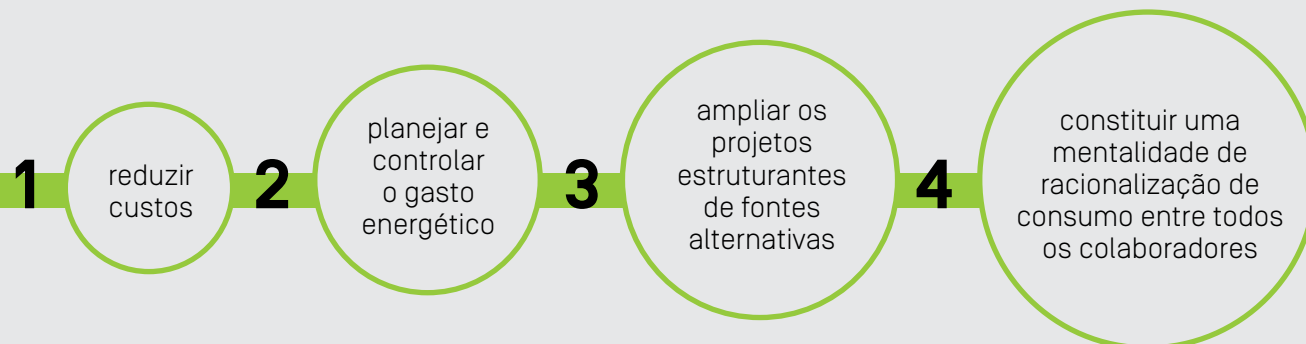 1
reduzir
custos
2
planejar e
controlar
o gasto
energético
3
ampliar os
projetos
estruturantes
de fontes
alternativas
4
constituir uma
mentalidade de
racionalização de
consumo entre todos
os colaboradores